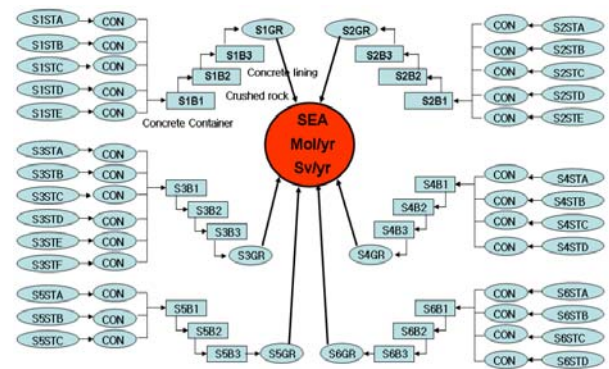 S1STA CON
S1STB CON
S1STC CON
S1STD CON
S1STE CON
S1B1
S1B2
S1B3
S1GR
Concrete lining
Crushed rock
Concrete Container
S2GR
S2B3
S2B2
S2B1
CON S2STA
CON S2STB
CON S2STC
CON S2STD
CON S2STE
SEA
Mol/yr
Sv/yr
S3STA CON
S3STB CON
S3STC CON
S3STD CON
S3STE CON
S3STF CON
S3B1
S3B2
S3B3
S3GR
S4B1
S4B2
S4B3
S4GR
CON S4STA
CON S4STB
CON S4STC
CON S4STD
S5STA CON
S5STB CON
S5STC CON
S5B1
S5B2
S5B3
S5GR
S6GR
S6B3
S6B2
S6B1
CON S6STA
CON S6STB
CON S6STC
CON S6STD